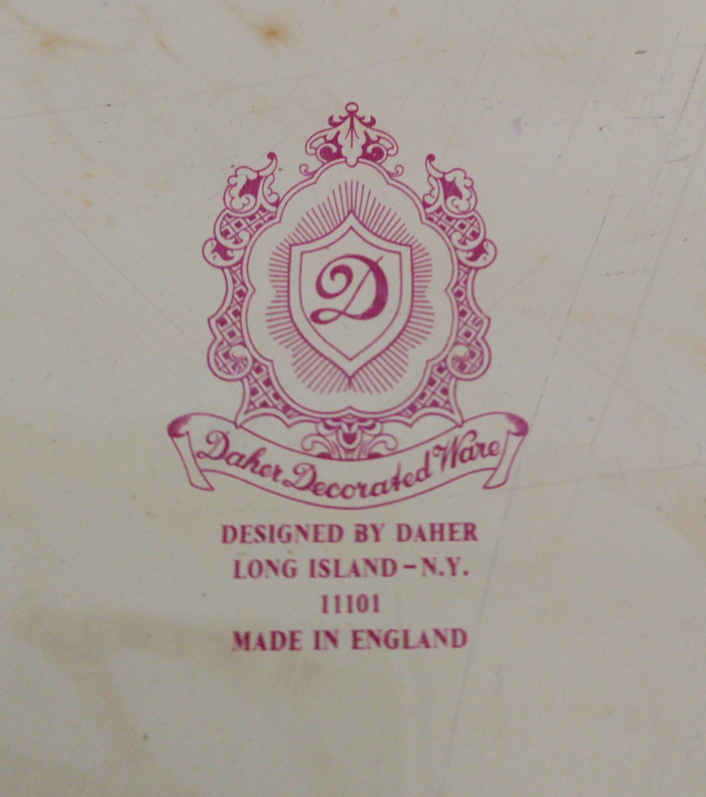 D
Daher Decorated Ware
DESIGNED BY DAHER
LONG ISLAND - N.Y.
11101
MADE IN ENGLAND